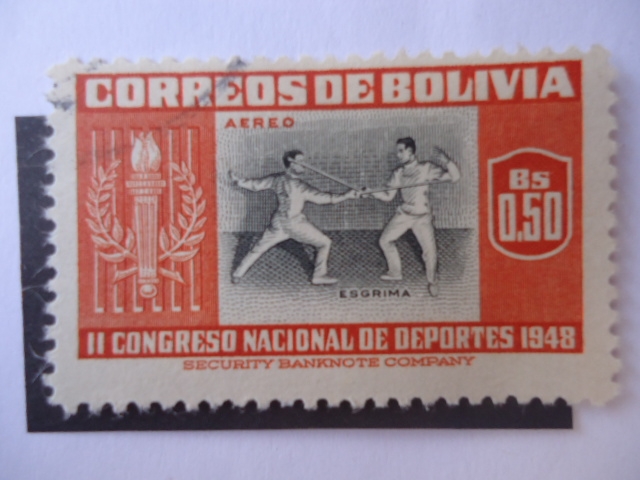 CORREOS DE BOLIVIA
AEREO
Bs
0.50
ESGRIMA
II CONGRESO NACIONAL DE DEPORTES 1948
SECURITY BANKNOTE COMPANY